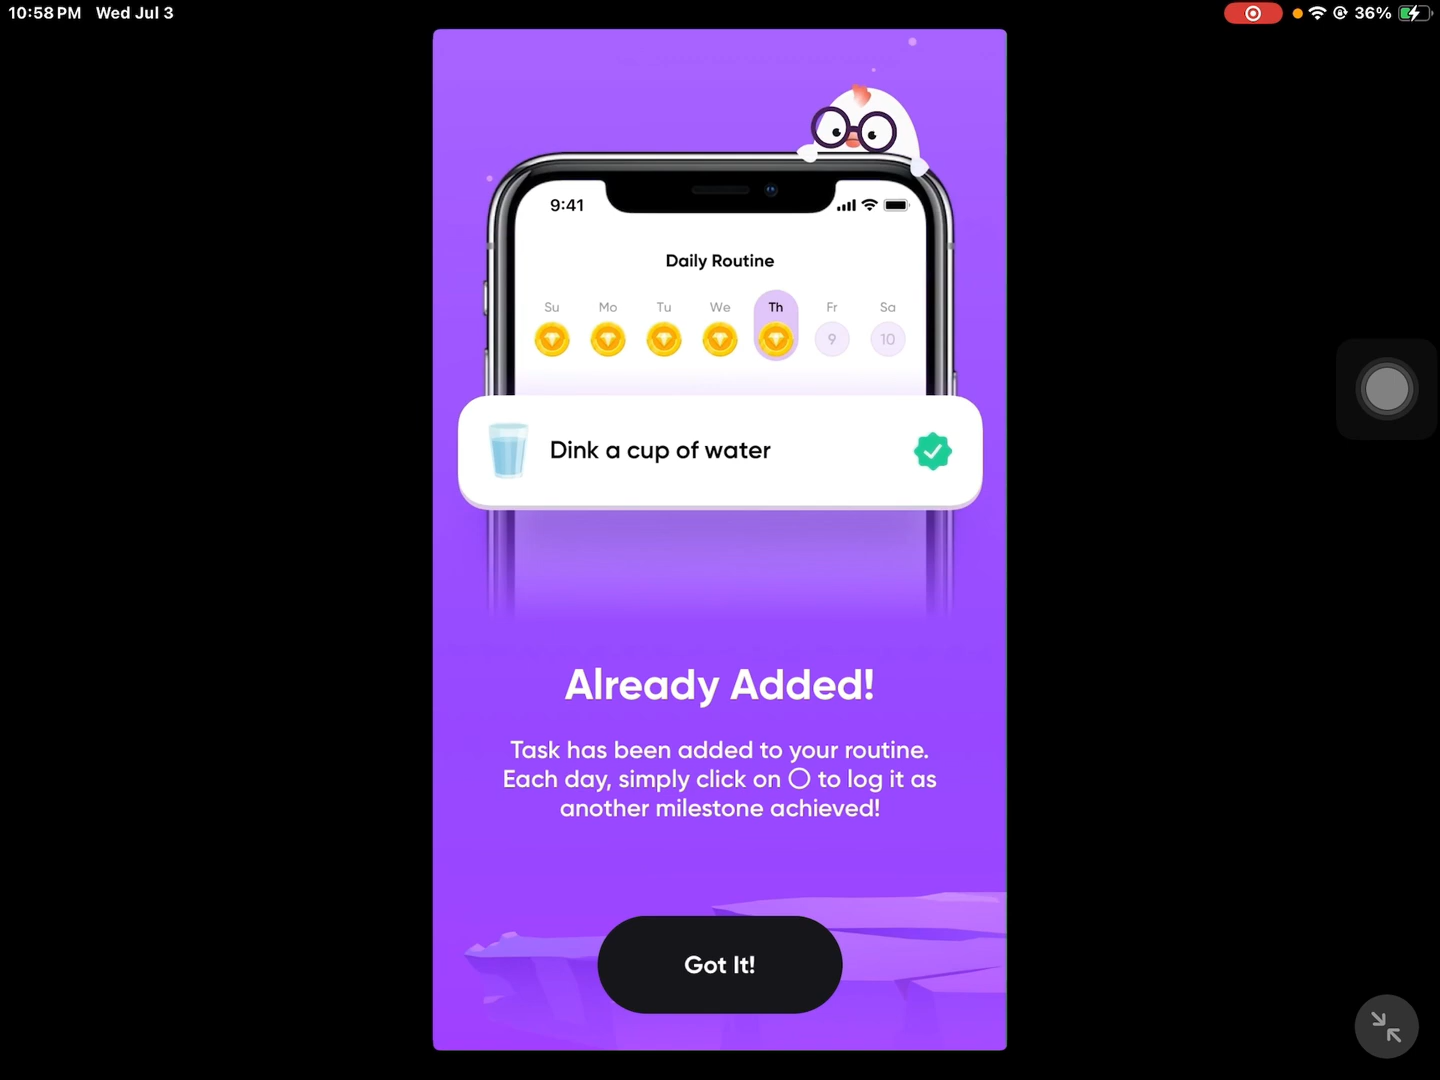 10:58 PM Wed Jul 3
36%
9:41
Daily Routine
Su Mo Tu We Th Fr Sa
9 10
Dink a cup of water
Already Added!
Task has been added to your routine.
Each day, simply click on ○ to log it as
another milestone achieved!
Got It!